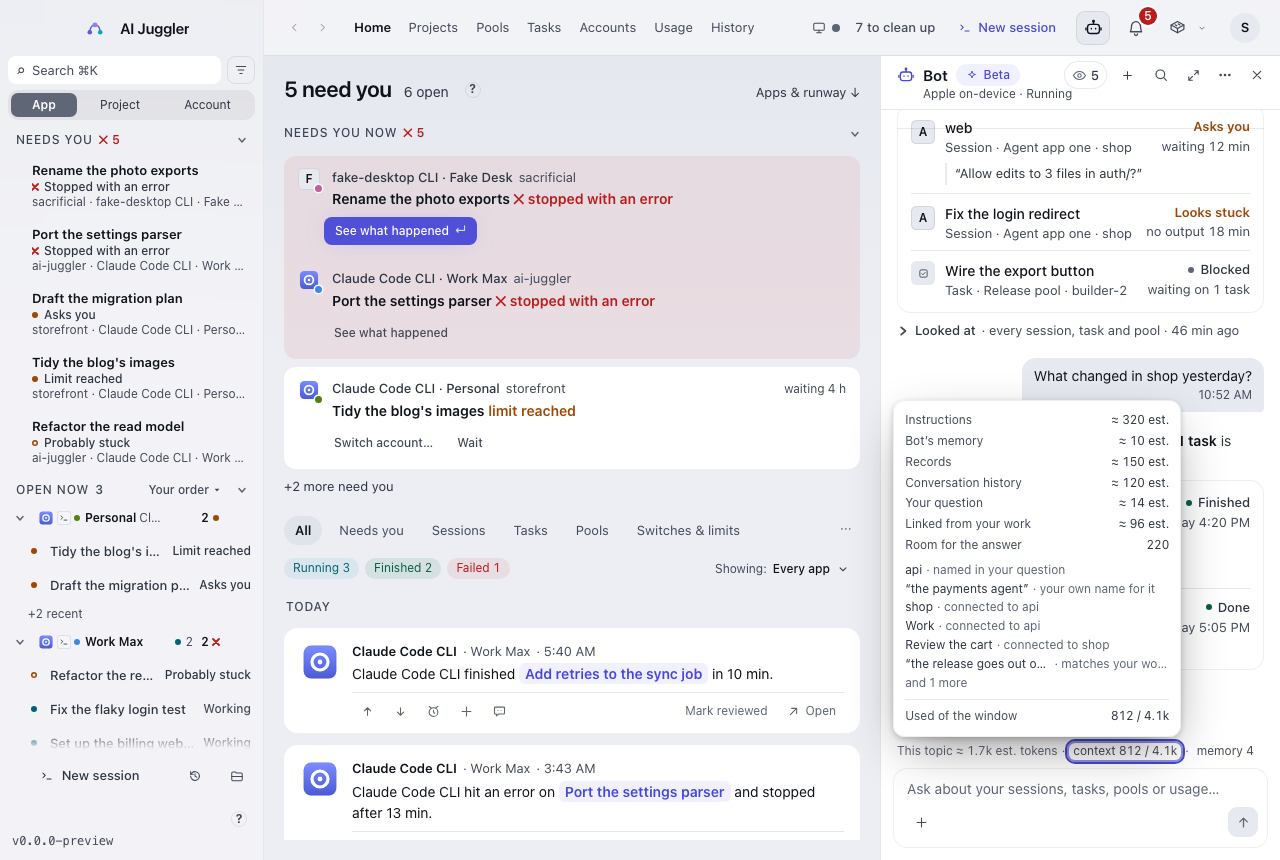 AI Juggler
Search ⌘K
App Project Account
NEEDS YOU 5
Rename the photo exports
Stopped with an error
sacrificial · fake-desktop CLI · Fake ...
Port the settings parser
Stopped with an error
ai-juggler · Claude Code CLI · Work ...
Draft the migration plan
Asks you
storefront · Claude Code CLI · Perso...
Tidy the blog's images
Limit reached
storefront · Claude Code CLI · Perso...
Refactor the read model
Probably stuck
ai-juggler · Claude Code CLI · Work ...
OPEN NOW 3 Your order
Personal Cl... 2
Tidy the blog's i... Limit reached
Draft the migration p... Asks you
+2 recent
Work Max 2 2
Refactor the re... Probably stuck
Fix the flaky login test Working
Set up the billing web... Working
New session
?
v0.0.0-preview
Home Projects Pools Tasks Accounts Usage History
7 to clean up
New session
5
S
5 need you 6 open ?
Apps & runway ↓
NEEDS YOU NOW 5
F
fake-desktop CLI · Fake Desk sacrificial
Rename the photo exports stopped with an error
See what happened
Claude Code CLI · Work Max ai-juggler
Port the settings parser stopped with an error
See what happened
Claude Code CLI · Personal storefront waiting 4 h
Tidy the blog's images limit reached
Switch account... Wait
+2 more need you
All Needs you Sessions Tasks Pools Switches & limits ...
Running 3 Finished 2 Failed 1
Showing: Every app
TODAY
Claude Code CLI · Work Max · 5:40 AM
Claude Code CLI finished Add retries to the sync job in 10 min.
Mark reviewed Open
Claude Code CLI · Work Max · 3:43 AM
Claude Code CLI hit an error on Port the settings parser and stopped
after 13 min.
Bot Beta 5
Apple on-device · Running
A
web Asks you
Session · Agent app one · shop waiting 12 min
“Allow edits to 3 files in auth/?”
A
Fix the login redirect Looks stuck
Session · Agent app one · shop no output 18 min
Wire the export button Blocked
Task · Release pool · builder-2 waiting on 1 task
Looked at · every session, task and pool · 46 min ago
What changed in shop yesterday?
10:52 AM
task is
Finished
4:20 PM
Done
5:05 PM
Instructions ≈ 320 est.
Bot's memory ≈ 10 est.
Records ≈ 150 est.
Conversation history ≈ 120 est.
Your question ≈ 14 est.
Linked from your work ≈ 96 est.
Room for the answer 220
api · named in your question
“the payments agent” · your own name for it
shop · connected to api
Work · connected to api
Review the cart · connected to shop
“the release goes out o... · matches your wo...
and 1 more
Used of the window 812 / 4.1k
This topic ≈ 1.7k est. tokens · context 812 / 4.1k · memory 4
Ask about your sessions, tasks, pools or usage...